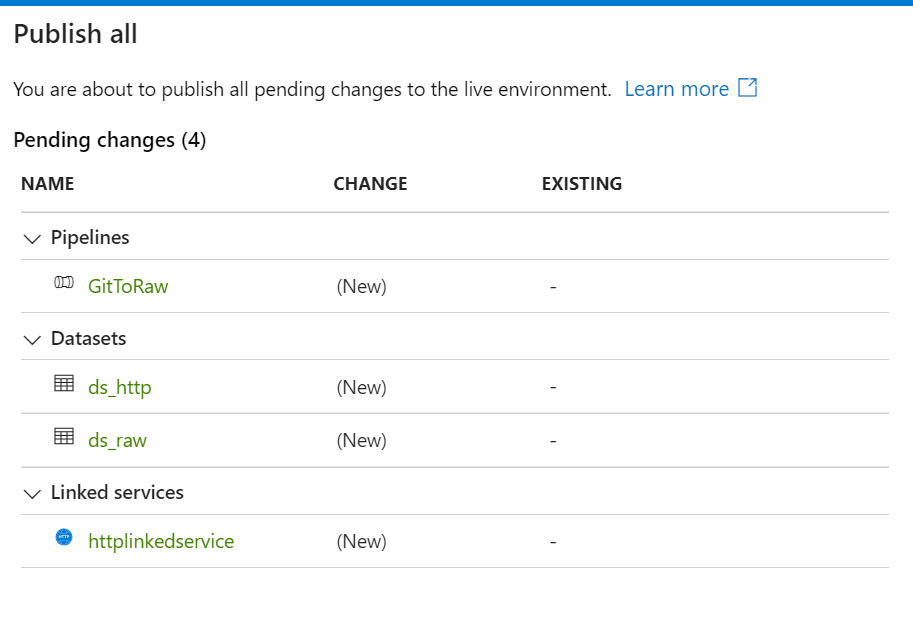 Publish all
You are about to publish all pending changes to the live environment. Learn more
Pending changes (4)
NAME CHANGE EXISTING
Pipelines
GitToRaw (New) -
Datasets
ds_http (New) -
ds_raw (New) -
Linked services
HTTP httplinkedservice (New) -